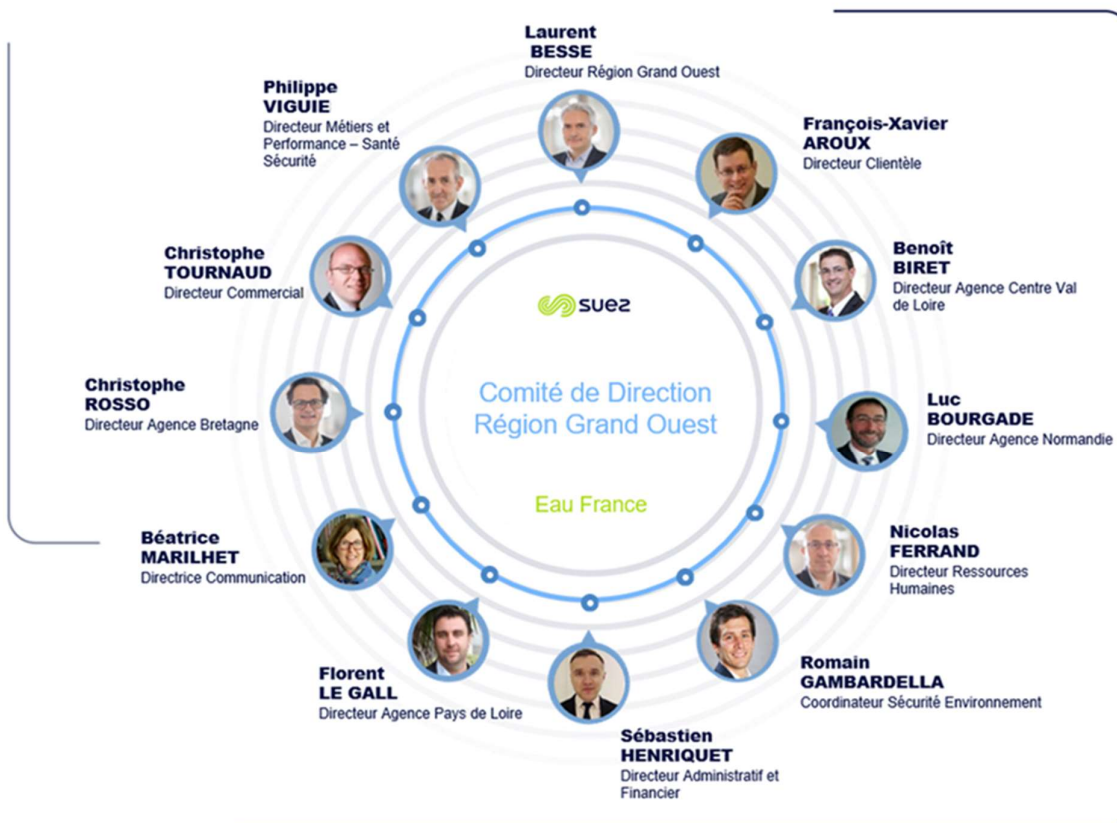 Laurent
BESSE
Directeur Région Grand Ouest
François-Xavier
AROUX
Directeur Clientèle
Benoît
BIRET
Directeur Agence Centre Val
de Loire
Luc
BOURGADE
Directeur Agence Normandie
Nicolas
FERRAND
Directeur Ressources
Humaines
Romain
GAMBARDELLA
Coordinateur Sécurité Environnement
Sébastien
HENRIQUET
Directeur Administratif et
Financier
Florent
LE GALL
Directeur Agence Pays de Loire
Béatrice
MARILHET
Directrice Communication
Christophe
ROSSO
Directeur Agence Bretagne
Christophe
TOURNAUD
Directeur Commercial
Philippe
VIGUIE
Directeur Métiers et
Performance – Santé
Sécurité
suez
Comité de Direction
Région Grand Ouest
Eau France